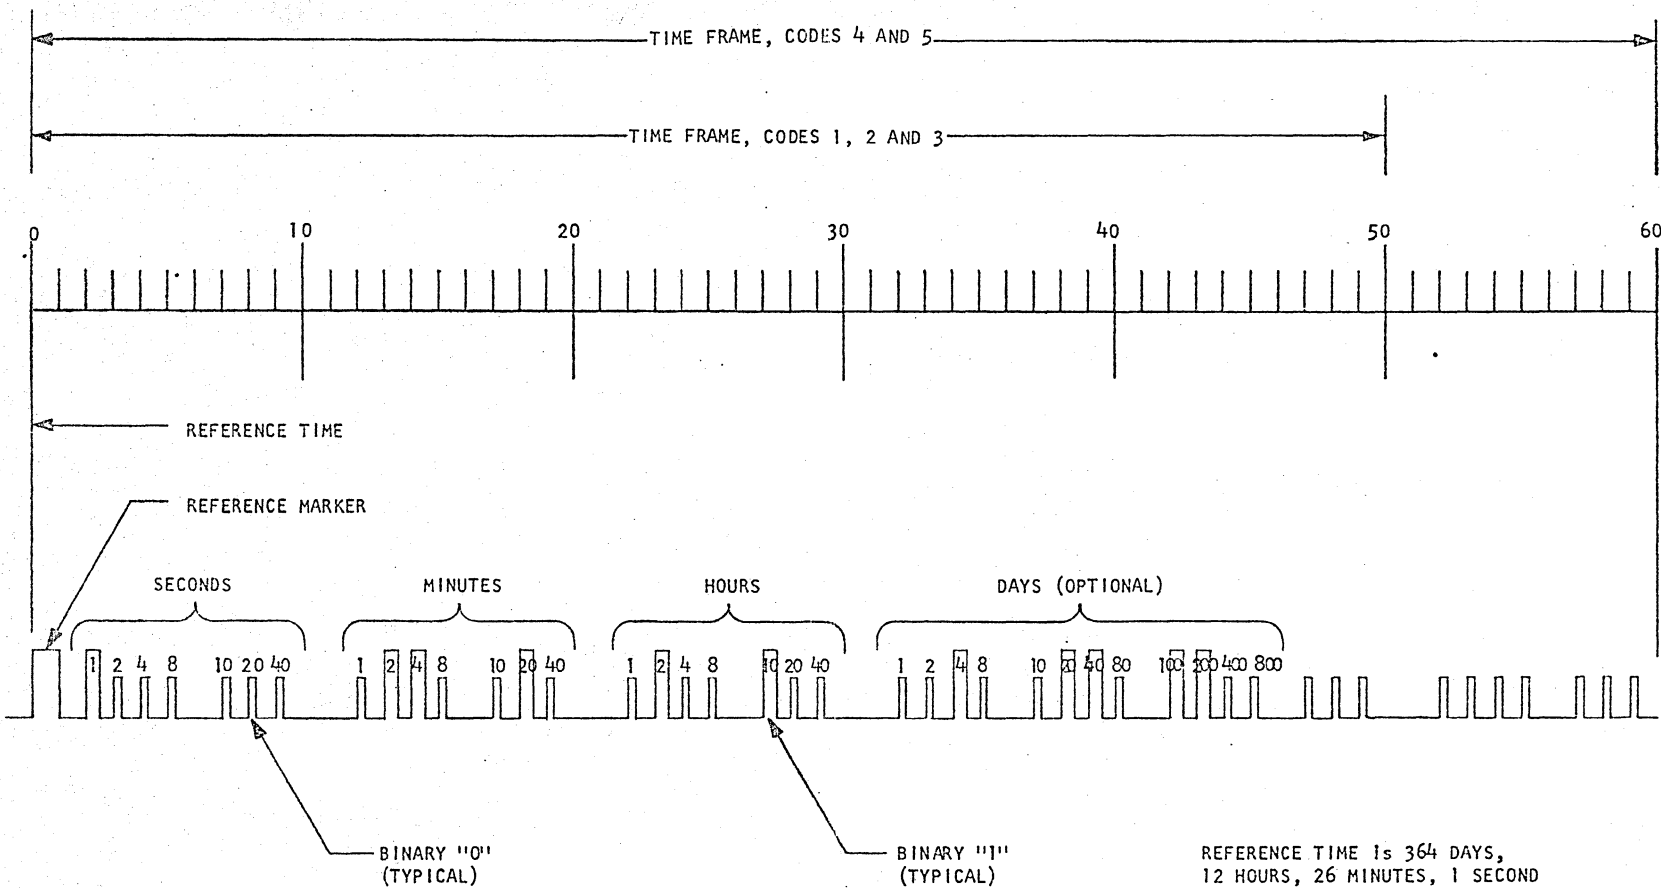 TIME FRAME, CODES 4 AND 5
TIME FRAME, CODES 1, 2 AND 3
0 10 20 30 40 50 60
REFERENCE TIME
REFERENCE MARKER
SECONDS MINUTES HOURS DAYS (OPTIONAL)
1 2 4 8 10 20 40 1 2 4 8 10 20 40 1 2 4 8 10 20 40 1 2 4 8 10 20 40 80 100 200 400 800
BINARY "0"
(TYPICAL)
BINARY "1"
(TYPICAL)
REFERENCE TIME Is 364 DAYS,
12 HOURS, 26 MINUTES, 1 SECOND